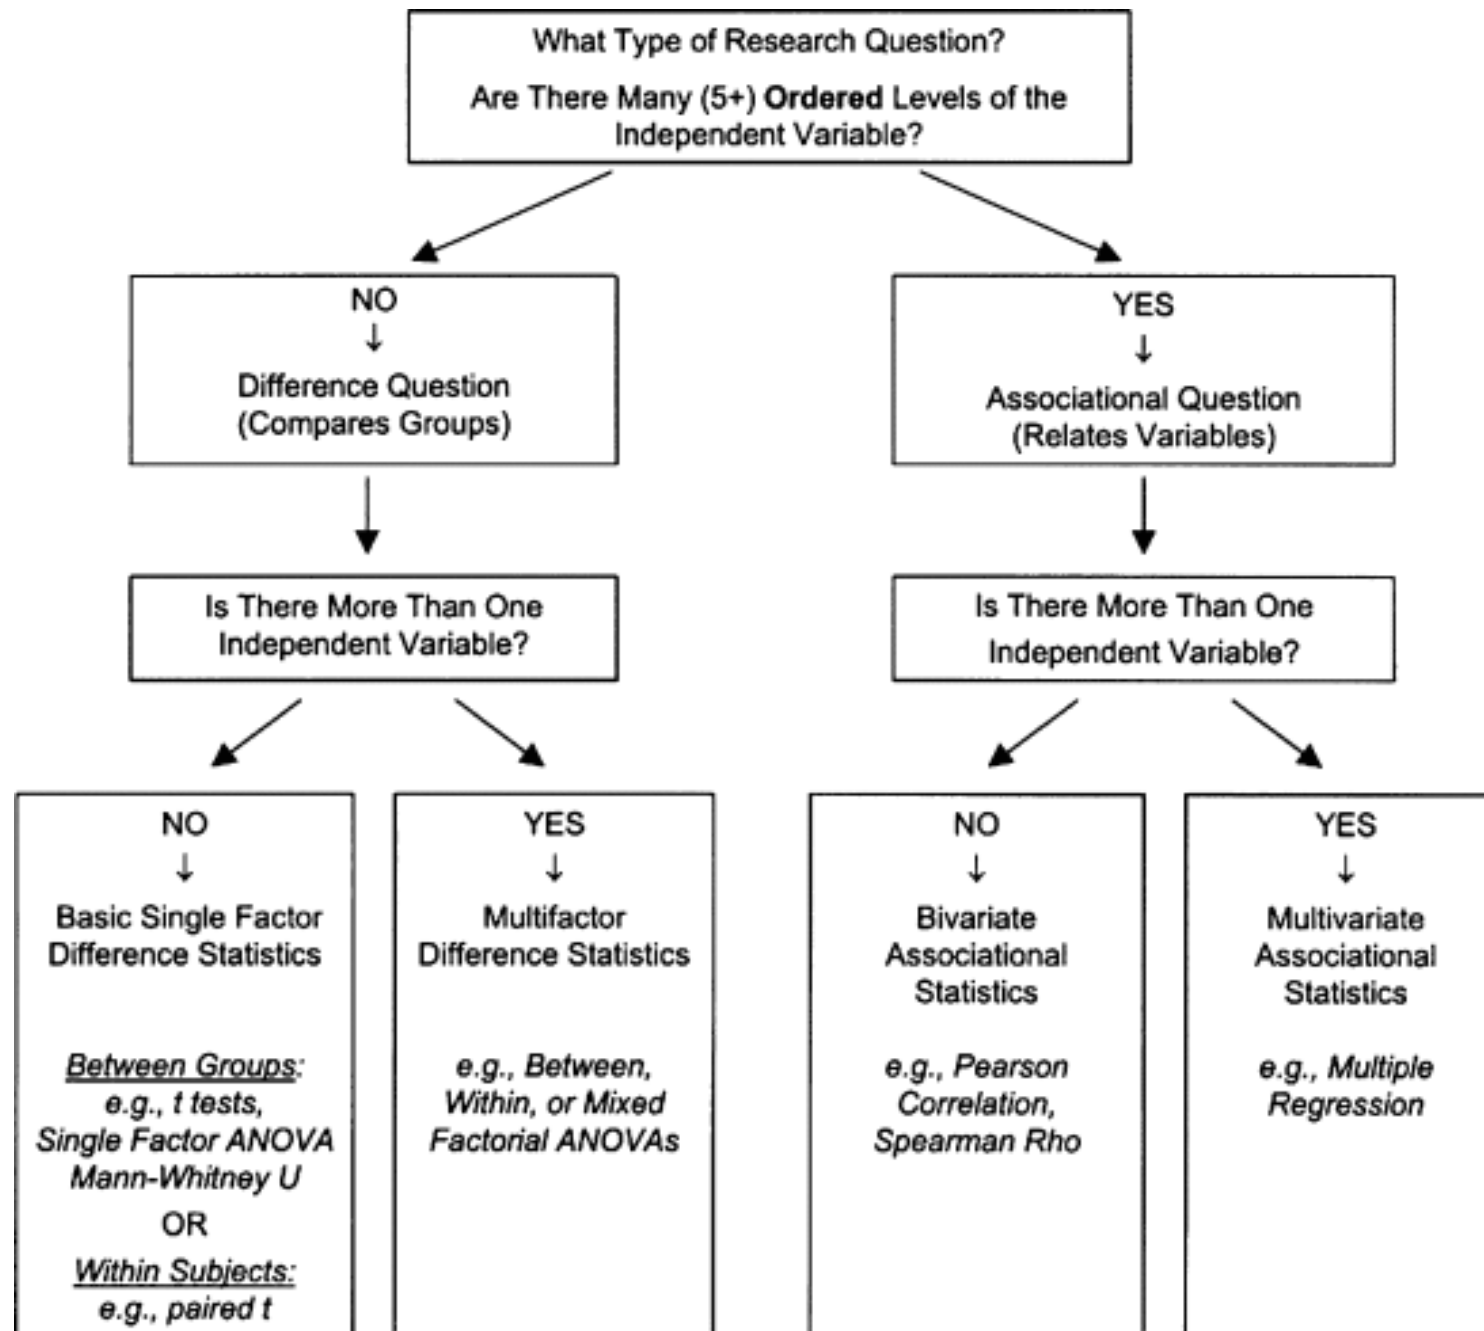 What Type of Research Question?
Are There Many (5+) Ordered Levels of the
Independent Variable?
NO
↓
Difference Question
(Compares Groups)
YES
↓
Associational Question
(Relates Variables)
Is There More Than One
Independent Variable?
Is There More Than One
Independent Variable?
NO
↓
Basic Single Factor
Difference Statistics
Between Groups:
e.g., t tests,
Single Factor ANOVA
Mann-Whitney U
OR
Within Subjects:
e.g., paired t
YES
↓
Multifactor
Difference Statistics
e.g., Between,
Within, or Mixed
Factorial ANOVAs
NO
↓
Bivariate
Associational
Statistics
e.g., Pearson
Correlation,
Spearman Rho
YES
↓
Multivariate
Associational
Statistics
e.g., Multiple
Regression